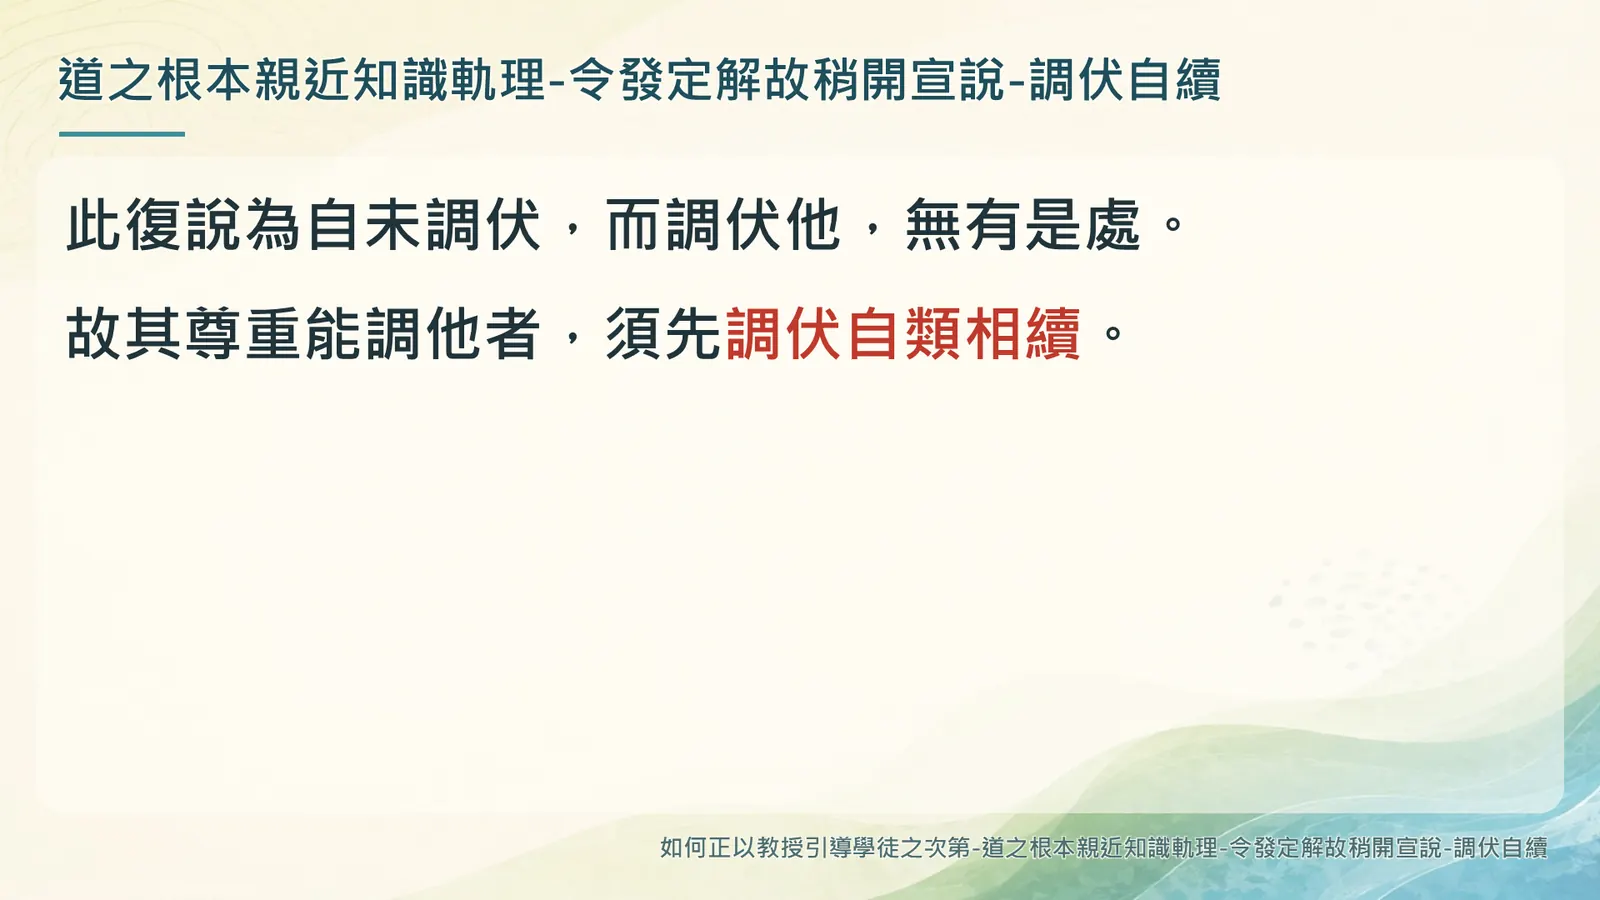 道之根本親近知識軌理-令發定解故稍開宣說-調伏自續
此復說為自未調伏，而調伏他，無有是處。
故其尊重能調他者，須先調伏自類相續。
如何正以教授引導學徒之次第-道之根本親近知識軌理-令發定解故稍開宣說-調伏自續